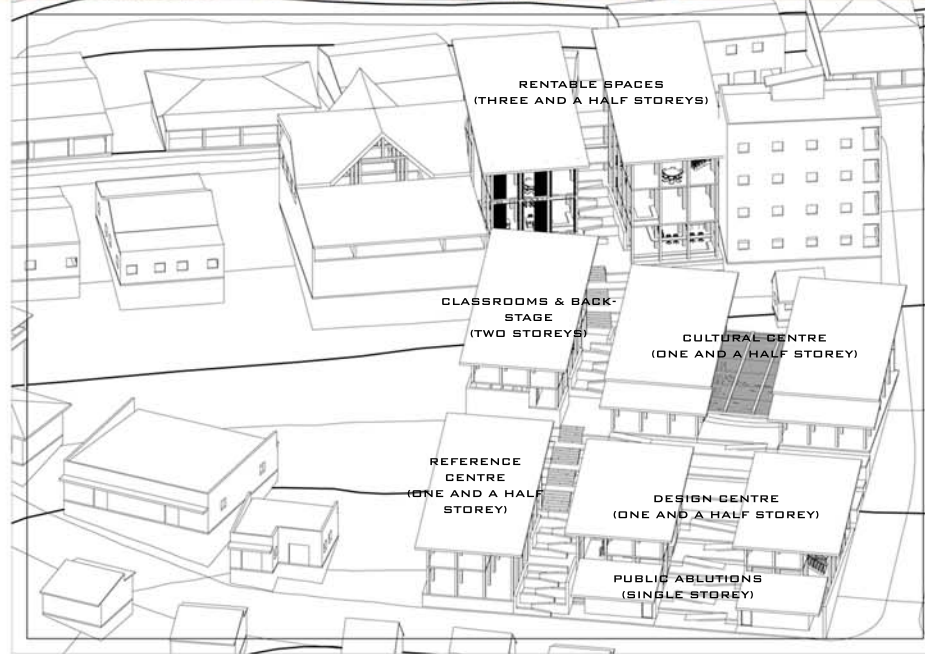 RENTABLE SPACES
(THREE AND A HALF STOREYS)
CLASSROOMS & BACK-
STAGE
(TWO STOREYS)
CULTURAL CENTRE
(ONE AND A HALF STOREY)
REFERENCE
CENTRE
(ONE AND A HALF
STOREY)
DESIGN CENTRE
(ONE AND A HALF STOREY)
PUBLIC ABLUTIONS
(SINGLE STOREY)